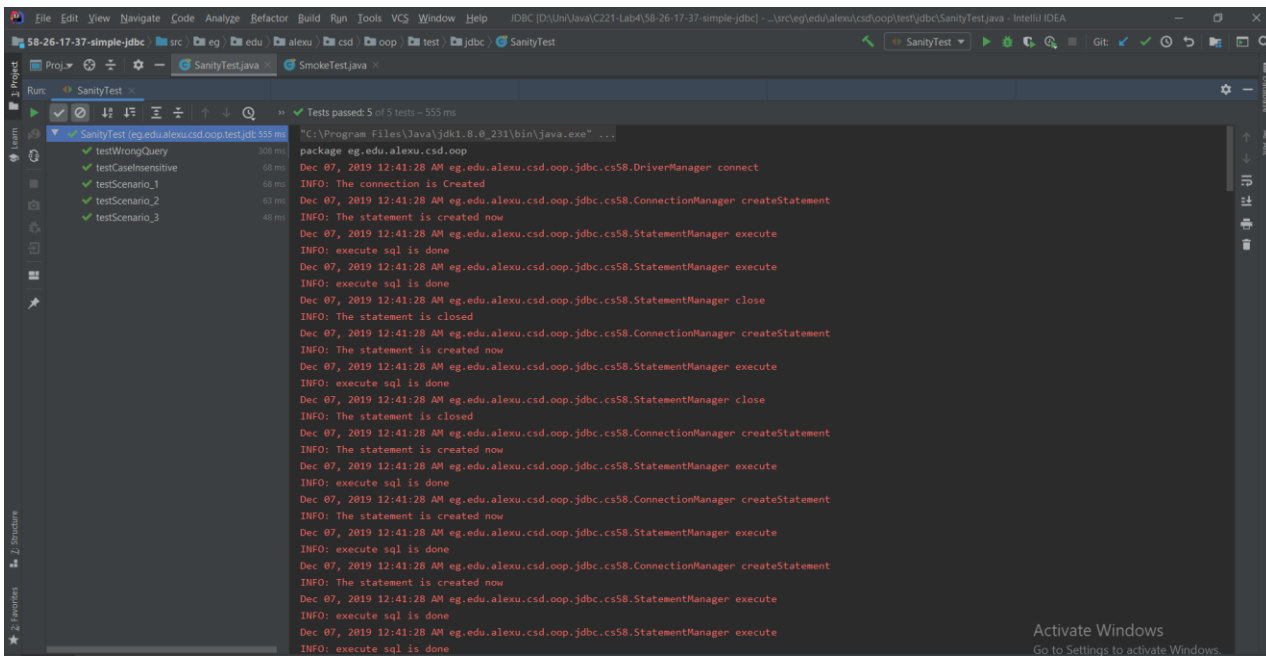 File Edit View Navigate Code Analyze Refactor Build Run Tools VCS Window Help JDBC [D:\Uni\Java\C221-Lab4\58-26-17-37-simple-jdbc] - ...\src\eg\edu\alexu\csd\oop\test\jdbc\SanityTest.java - IntelliJ IDEA
58-26-17-37-simple-jdbc src eg edu alexu csd oop test jdbc SanityTest SanityTest Git:
1: Project Proj... SanityTest.java SmokeTest.java
Run: SanityTest
Tests passed: 5 of 5 tests – 555 ms
Learn
SanityTest (eg.edu.alexu.csd.oop.test.jdb 555 ms "C:\Program Files\Java\jdk1.8.0_231\bin\java.exe" ...
testWrongQuery 308 ms package eg.edu.alexu.csd.oop
testCaseInsensitive 68 ms Dec 07, 2019 12:41:28 AM eg.edu.alexu.csd.oop.jdbc.cs58.DriverManager connect
testScenario_1 68 ms INFO: The connection is Created
testScenario_2 63 ms Dec 07, 2019 12:41:28 AM eg.edu.alexu.csd.oop.jdbc.cs58.ConnectionManager createStatement
testScenario_3 48 ms INFO: The statement is created now
Dec 07, 2019 12:41:28 AM eg.edu.alexu.csd.oop.jdbc.cs58.StatementManager execute
INFO: execute sql is done
Dec 07, 2019 12:41:28 AM eg.edu.alexu.csd.oop.jdbc.cs58.StatementManager execute
INFO: execute sql is done
Dec 07, 2019 12:41:28 AM eg.edu.alexu.csd.oop.jdbc.cs58.StatementManager close
INFO: The statement is closed
Dec 07, 2019 12:41:28 AM eg.edu.alexu.csd.oop.jdbc.cs58.ConnectionManager createStatement
INFO: The statement is created now
Dec 07, 2019 12:41:28 AM eg.edu.alexu.csd.oop.jdbc.cs58.StatementManager execute
INFO: execute sql is done
Dec 07, 2019 12:41:28 AM eg.edu.alexu.csd.oop.jdbc.cs58.StatementManager close
INFO: The statement is closed
Dec 07, 2019 12:41:28 AM eg.edu.alexu.csd.oop.jdbc.cs58.ConnectionManager createStatement
INFO: The statement is created now
Dec 07, 2019 12:41:28 AM eg.edu.alexu.csd.oop.jdbc.cs58.StatementManager execute
INFO: execute sql is done
Dec 07, 2019 12:41:28 AM eg.edu.alexu.csd.oop.jdbc.cs58.ConnectionManager createStatement
INFO: The statement is created now
Dec 07, 2019 12:41:28 AM eg.edu.alexu.csd.oop.jdbc.cs58.StatementManager execute
INFO: execute sql is done
Dec 07, 2019 12:41:28 AM eg.edu.alexu.csd.oop.jdbc.cs58.ConnectionManager createStatement
INFO: The statement is created now
Dec 07, 2019 12:41:28 AM eg.edu.alexu.csd.oop.jdbc.cs58.StatementManager execute
INFO: execute sql is done
Dec 07, 2019 12:41:28 AM eg.edu.alexu.csd.oop.jdbc.cs58.StatementManager execute
INFO: execute sql is done
Z: Structure
2: Favorites
Activate Windows
Go to Settings to activate Windows.